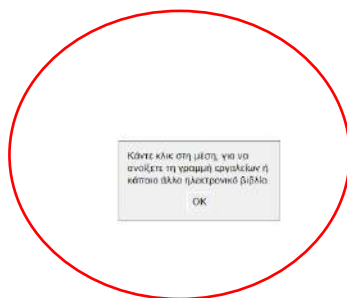 Κάντε κλικ στη μέση, για να
ανοίξετε τη γραμμή εργαλείων ή
κάποιο άλλο ηλεκτρονικό βιβλίο
OK